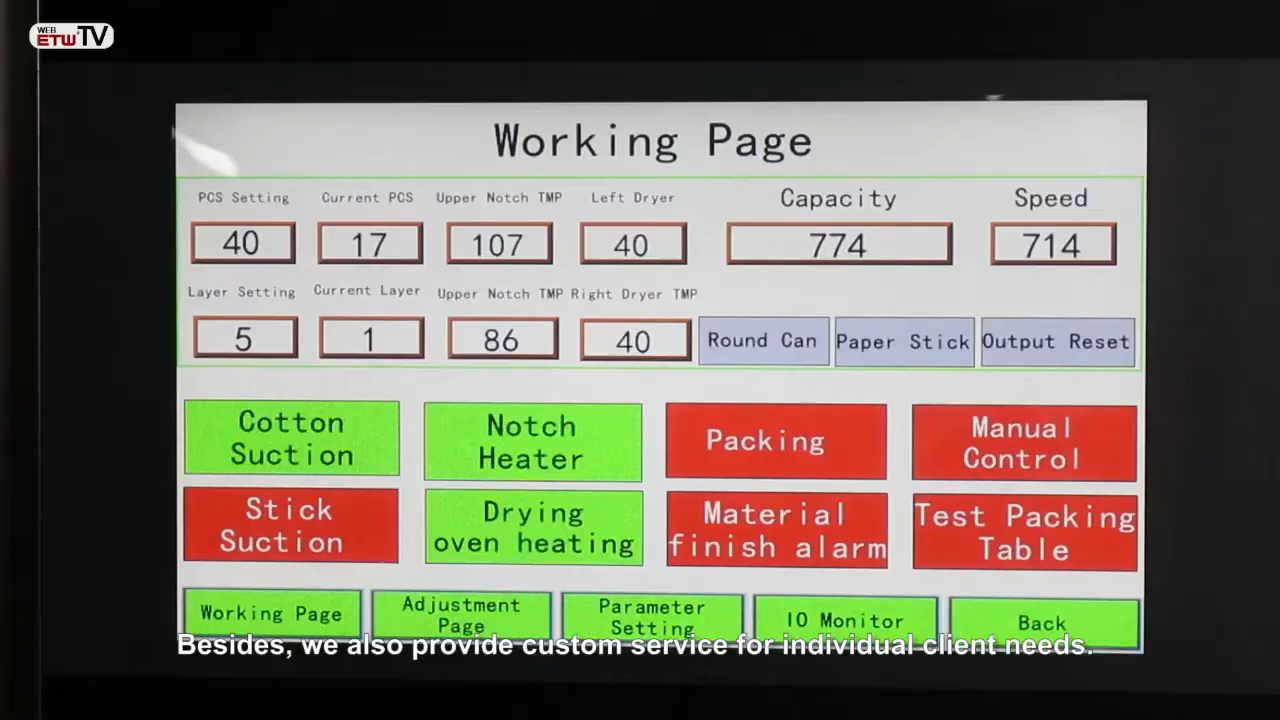 WEB
ETW TV
Working Page
PCS Setting Current PCS Upper Notch TMP Left Dryer Capacity Speed
40 17 107 40 774 714
Layer Setting Current Layer Upper Notch TMP Right Dryer TMP
5 1 86 40 Round Can Paper Stick Output Reset
Cotton
Suction
Notch
Heater
Packing
Manual
Control
Stick
Suction
Drying
oven heating
Material
finish alarm
Test Packing
Table
Working Page
Adjustment
Page
Parameter
Setting
IO Monitor
Back
Besides, we also provide custom service for individual client needs.